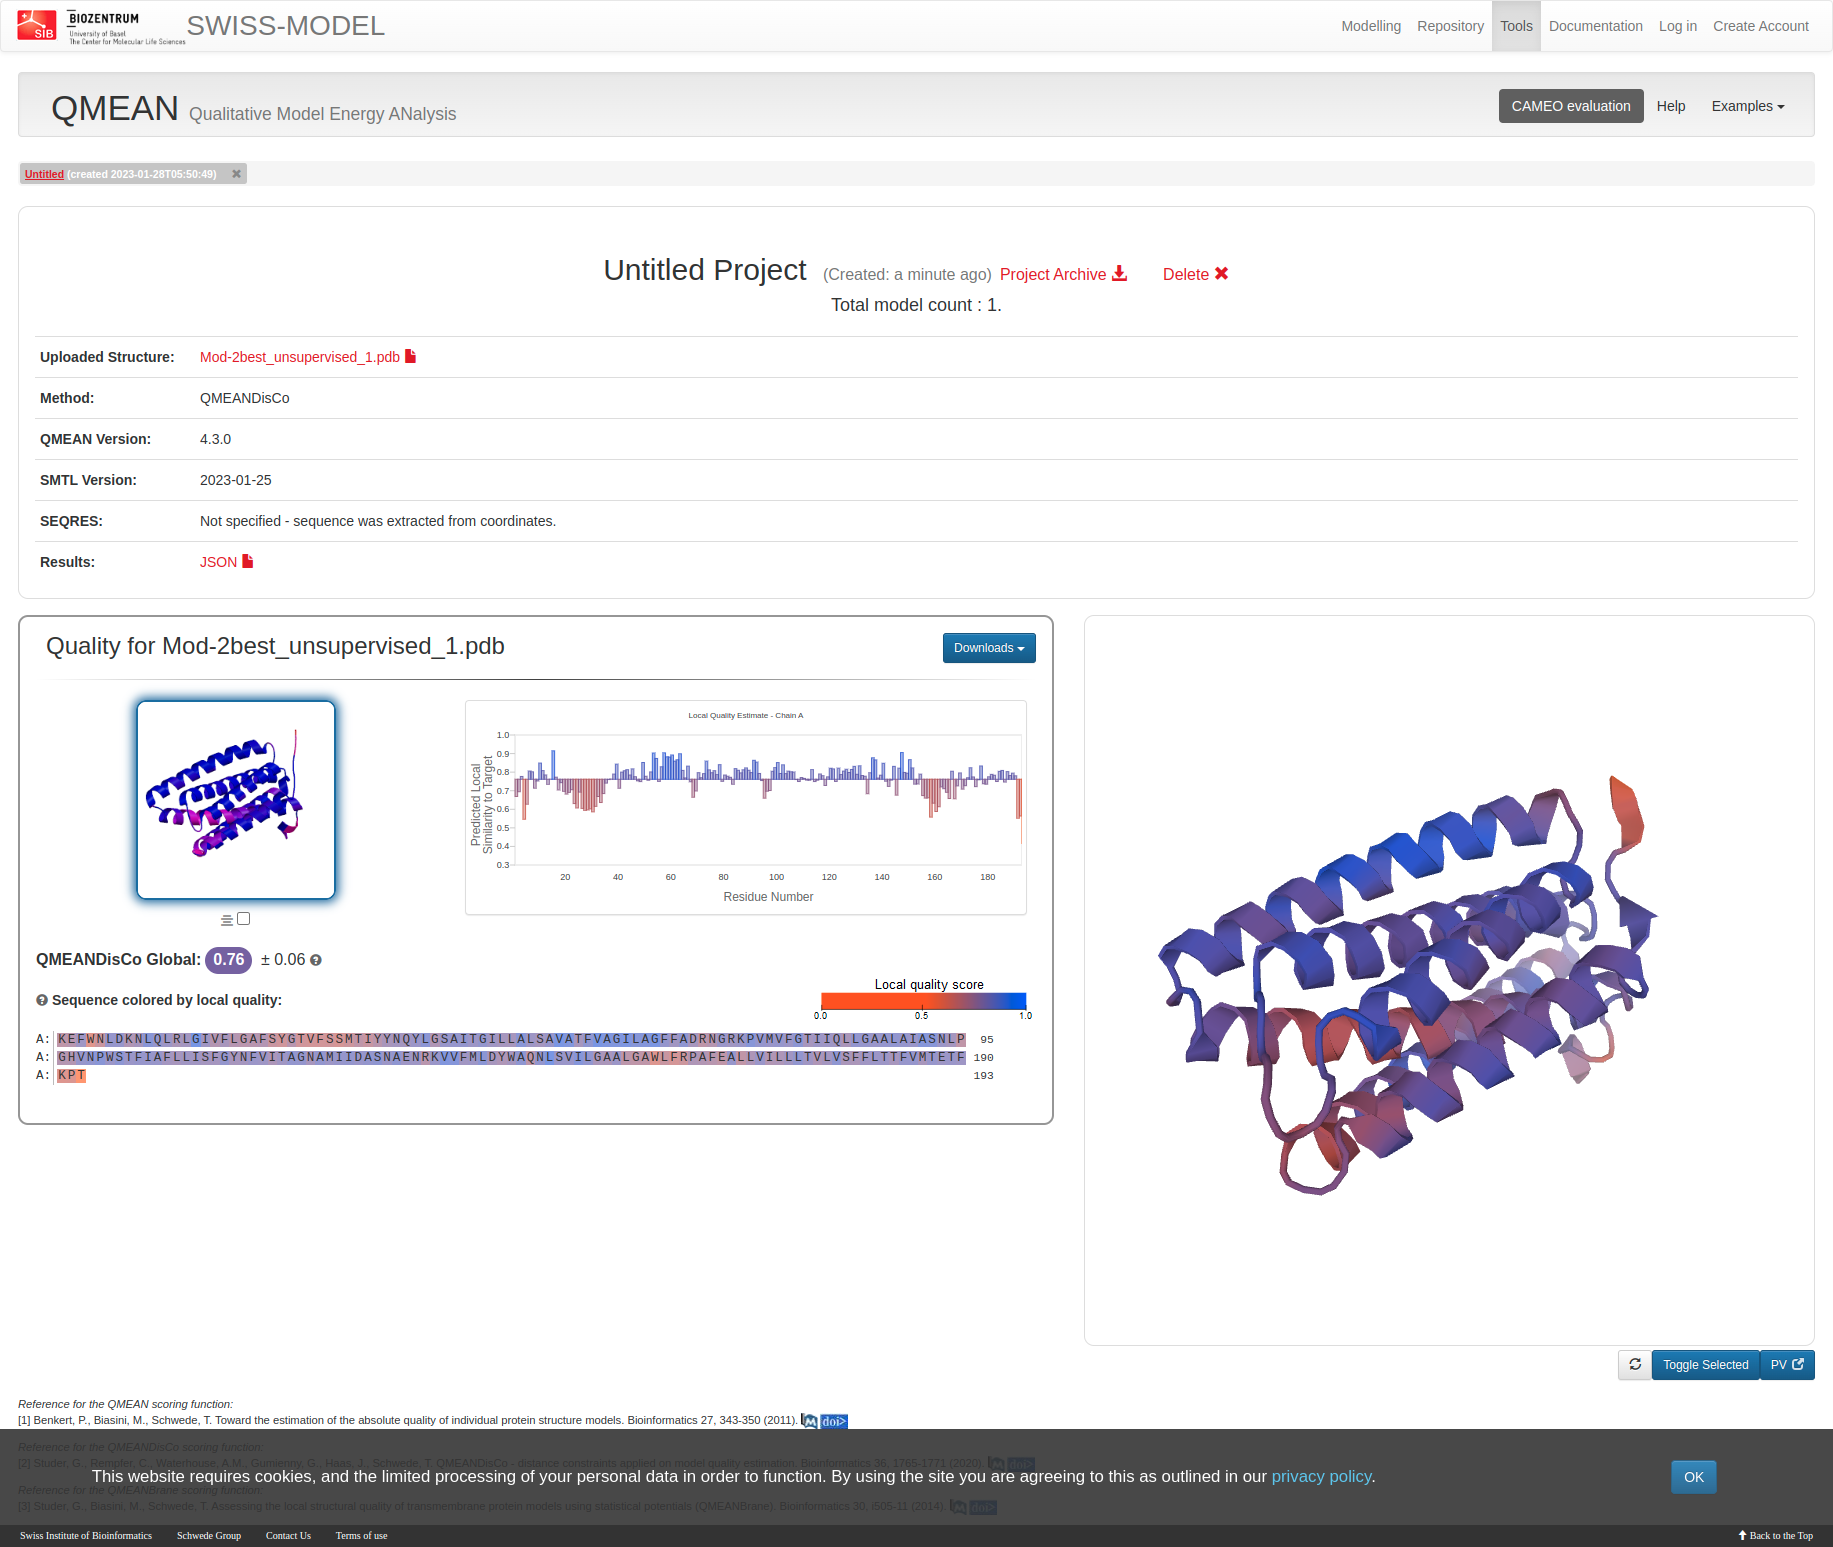 SIB
BIOZENTRUM
University of Basel
The Center for Molecular Life Sciences
SWISS-MODEL
Modelling Repository Tools Documentation Log in Create Account
QMEAN Qualitative Model Energy ANalysis
CAMEO evaluation Help Examples
Untitled (created 2023-01-28T05:50:49)
Untitled Project (Created: a minute ago) Project Archive Delete
Total model count : 1.
Uploaded Structure: Mod-2best_unsupervised_1.pdb
Method: QMEANDisCo
QMEAN Version: 4.3.0
SMTL Version: 2023-01-25
SEQRES: Not specified - sequence was extracted from coordinates.
Results: JSON
Quality for Mod-2best_unsupervised_1.pdb
Downloads
Local Quality Estimate - Chain A
Predicted Local
Similarity to Target
1.0
0.9
0.8
0.7
0.6
0.5
0.4
0.3
20 40 60 80 100 120 140 160 180
Residue Number
QMEANDisCo Global: 0.76 ± 0.06
Sequence colored by local quality:
Local quality score
0.0 0.5 1.0
A: KEFWNLDKNLQLRLGIVFLGAFSYGTVFSSMTIYYNQYLGSAITGILLALSAVATFVAGILAGFFADRNGRKPVMVFGTIIQLLGAALAIASNLP 95
A: GHVNPWSTFIAFLLISFGYNFVITAGNAMIIDASNAENRKVVFMLDYWAQNLSVILGAALGAWLFRPAFEALLVILLLTVLVSFFLTTFVMTETF 190
A: KPT 193
Toggle Selected PV
Reference for the QMEAN scoring function:
[1] Benkert, P., Biasini, M., Schwede, T. Toward the estimation of the absolute quality of individual protein structure models. Bioinformatics 27, 343-350 (2011). doi>
Reference for the QMEANDisCo scoring function:
[2] Studer, G., Rempfer, C., Waterhouse, A.M., Gumienny, G., Haas, J., Schwede, T. QMEANDisCo - distance constraints applied on model quality estimation. Bioinformatics 36, 1765-1771 (2020). doi>
This website requires cookies, and the limited processing of your personal data in order to function. By using the site you are agreeing to this as outlined in our privacy policy.
OK
Reference for the QMEANBrane scoring function:
[3] Studer, G., Biasini, M., Schwede, T. Assessing the local structural quality of transmembrane protein models using statistical potentials (QMEANBrane). Bioinformatics 30, i505-11 (2014). doi>
Swiss Institute of Bioinformatics Schwede Group Contact Us Terms of use
Back to the Top